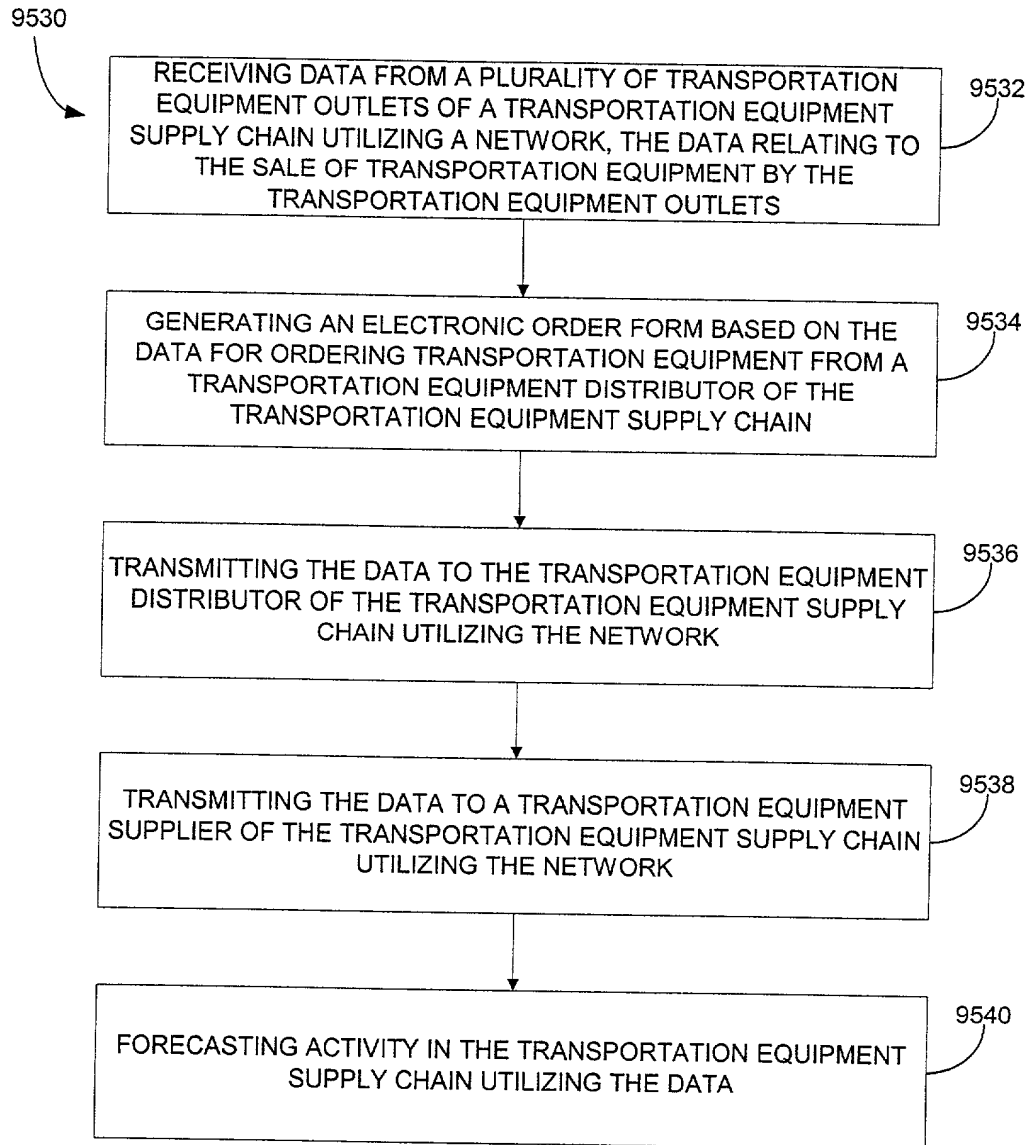 9530
RECEIVING DATA FROM A PLURALITY OF TRANSPORTATION
EQUIPMENT OUTLETS OF A TRANSPORTATION EQUIPMENT
SUPPLY CHAIN UTILIZING A NETWORK, THE DATA RELATING TO
THE SALE OF TRANSPORTATION EQUIPMENT BY THE
TRANSPORTATION EQUIPMENT OUTLETS
9532
GENERATING AN ELECTRONIC ORDER FORM BASED ON THE
DATA FOR ORDERING TRANSPORTATION EQUIPMENT FROM A
TRANSPORTATION EQUIPMENT DISTRIBUTOR OF THE
TRANSPORTATION EQUIPMENT SUPPLY CHAIN
9534
TRANSMITTING THE DATA TO THE TRANSPORTATION EQUIPMENT
DISTRIBUTOR OF THE TRANSPORTATION EQUIPMENT SUPPLY
CHAIN UTILIZING THE NETWORK
9536
TRANSMITTING THE DATA TO A TRANSPORTATION EQUIPMENT
SUPPLIER OF THE TRANSPORTATION EQUIPMENT SUPPLY CHAIN
UTILIZING THE NETWORK
9538
FORECASTING ACTIVITY IN THE TRANSPORTATION EQUIPMENT
SUPPLY CHAIN UTILIZING THE DATA
9540